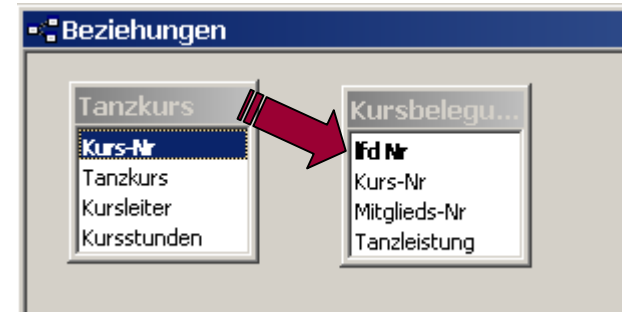 Beziehungen
Tanzkurs
Kurs-Nr
Tanzkurs
Kursleiter
Kursstunden
Kursbelegu...
lfd Nr
Kurs-Nr
Mitglieds-Nr
Tanzleistung